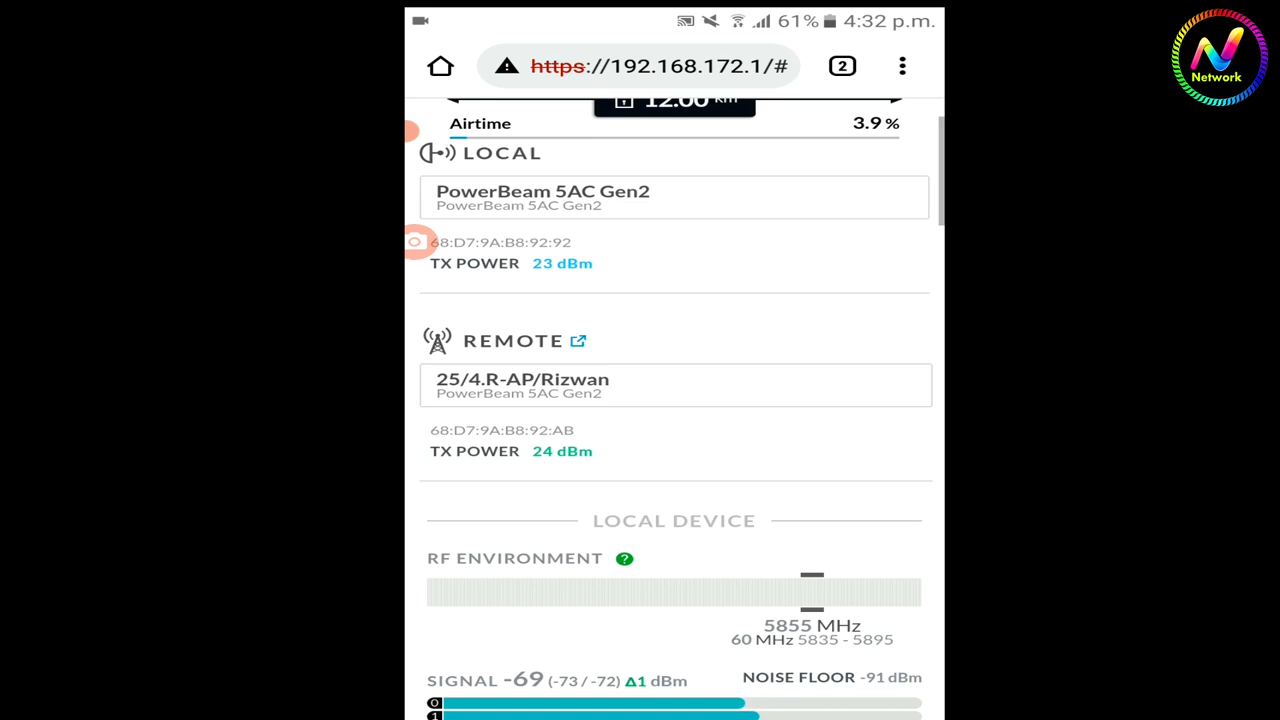 61% 4:32 p.m.
https://192.168.172.1/# 2
N
Network
12.00 km
Airtime 3.9 %
LOCAL
PowerBeam 5AC Gen2
PowerBeam 5AC Gen2
68:D7:9A:B8:92:92
TX POWER 23 dBm
REMOTE
25/4.R-AP/Rizwan
PowerBeam 5AC Gen2
68:D7:9A:B8:92:AB
TX POWER 24 dBm
LOCAL DEVICE
RF ENVIRONMENT ?
5855 MHz
60 MHz 5835 - 5895
SIGNAL -69 (-73 / -72) Δ1 dBm NOISE FLOOR -91 dBm
0
1